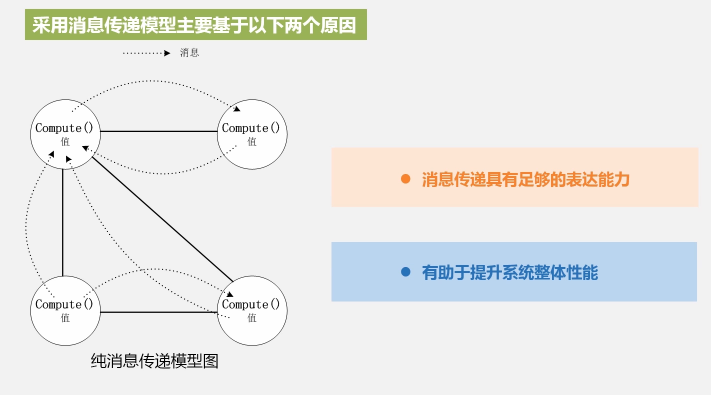 采用消息传递模型主要基于以下两个原因
消息
Compute()
值
Compute()
值
消息传递具有足够的表达能力
有助于提升系统整体性能
Compute()
值
Compute()
值
纯消息传递模型图